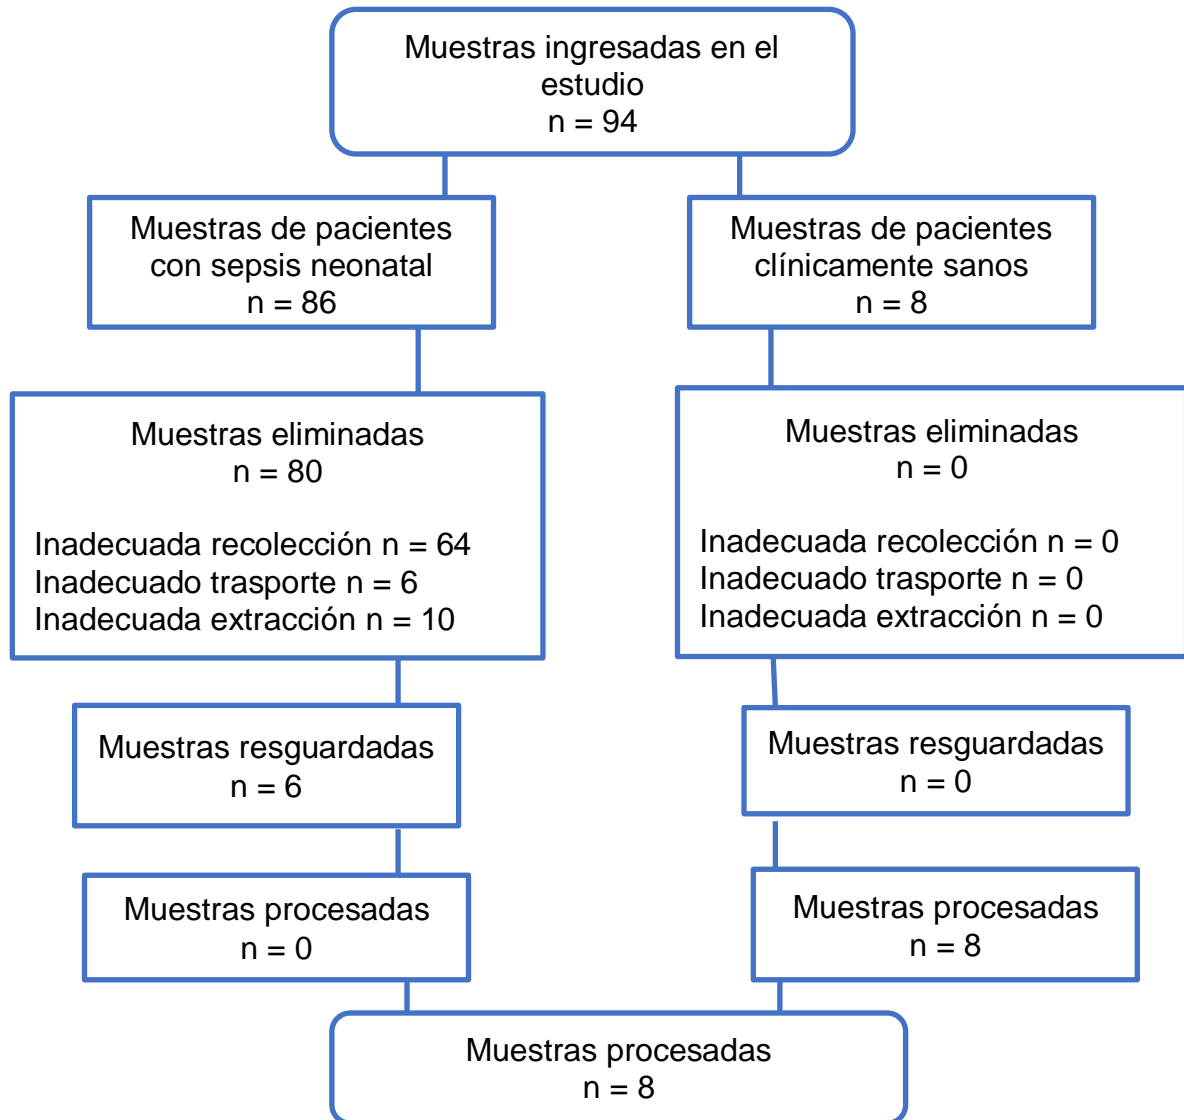 Muestras ingresadas en el
estudio
n = 94
Muestras de pacientes
con sepsis neonatal
n = 86
Muestras de pacientes
clínicamente sanos
n = 8
Muestras eliminadas
n = 80
Inadecuada recolección n = 64
Inadecuado trasporte n = 6
Inadecuada extracción n = 10
Muestras eliminadas
n = 0
Inadecuada recolección n = 0
Inadecuado trasporte n = 0
Inadecuada extracción n = 0
Muestras resguardadas
n = 6
Muestras resguardadas
n = 0
Muestras procesadas
n = 0
Muestras procesadas
n = 8
Muestras procesadas
n = 8